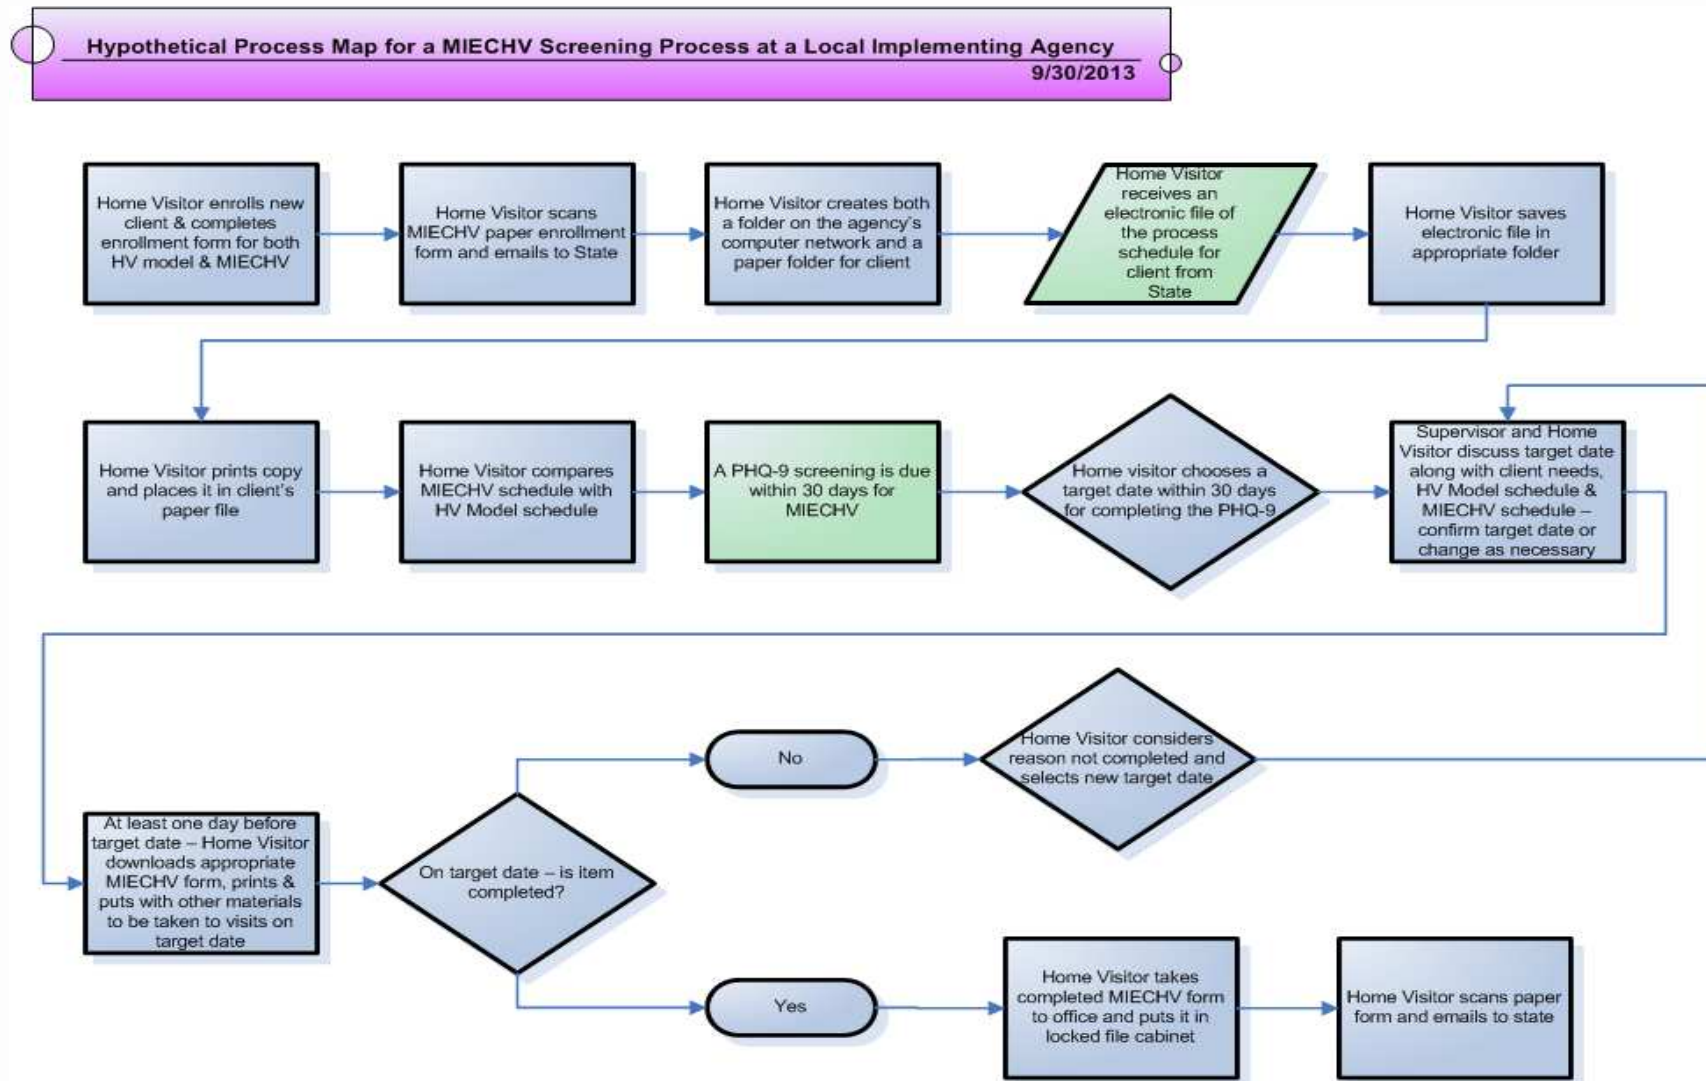 Hypothetical Process Map for a MIECHV Screening Process at a Local Implementing Agency
9/30/2013
Home Visitor enrolls new
client & completes
enrollment form for both
HV model & MIECHV
Home Visitor scans
MIECHV paper enrollment
form and emails to State
Home Visitor creates both
a folder on the agency's
computer network and a
paper folder for client
Home Visitor
receives an
electronic file of
the process
schedule for
client from
State
Home Visitor saves
electronic file in
appropriate folder
Home Visitor prints copy
and places it in client's
paper file
Home Visitor compares
MIECHV schedule with
HV Model schedule
A PHQ-9 screening is due
within 30 days for
MIECHV
Home visitor chooses a
target date within 30 days
for completing the PHQ-9
Supervisor and Home
Visitor discuss target date
along with client needs,
HV Model schedule &
MIECHV schedule –
confirm target date or
change as necessary
No
Home Visitor considers
reason not completed and
selects new target date
At least one day before
target date – Home Visitor
downloads appropriate
MIECHV form, prints &
puts with other materials
to be taken to visits on
target date
On target date – is item
completed?
Yes
Home Visitor takes
completed MIECHV form
to office and puts it in
locked file cabinet
Home Visitor scans paper
form and emails to state